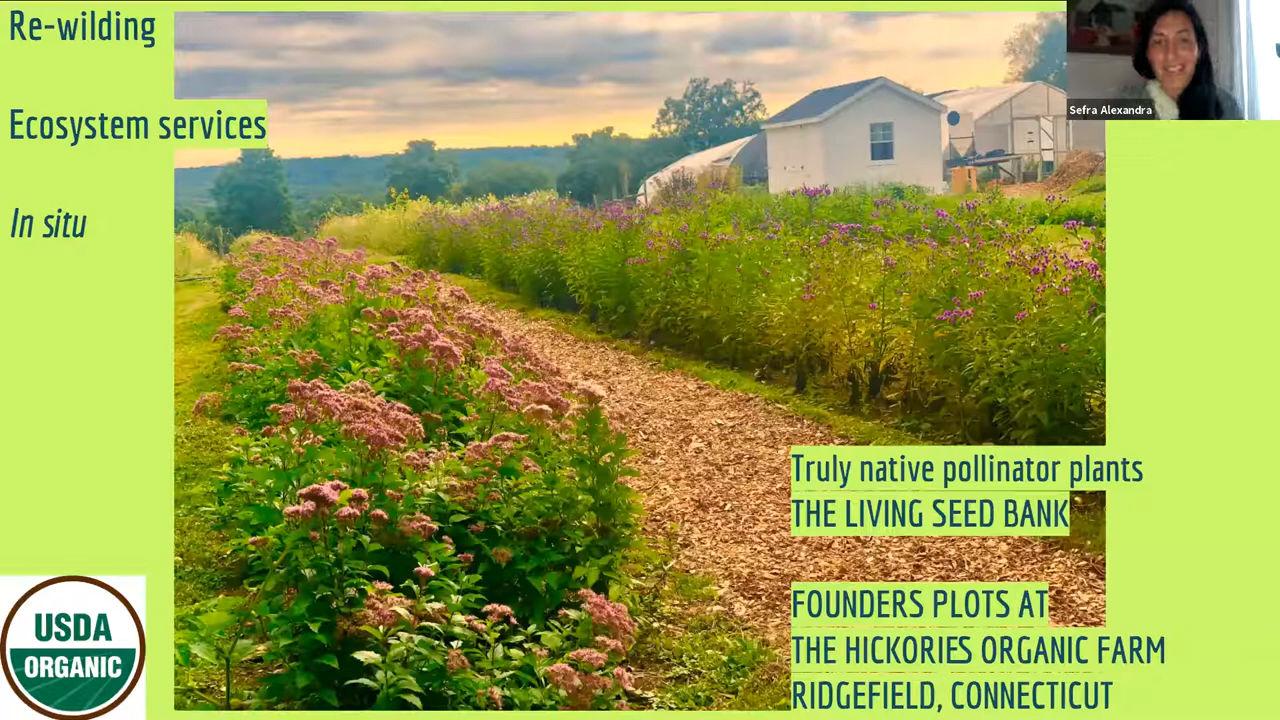 Re-wilding
Ecosystem services
In situ
Sefra Alexandra
Truly native pollinator plants
THE LIVING SEED BANK
FOUNDERS PLOTS AT
THE HICKORIES ORGANIC FARM
RIDGEFIELD, CONNECTICUT
USDA
ORGANIC